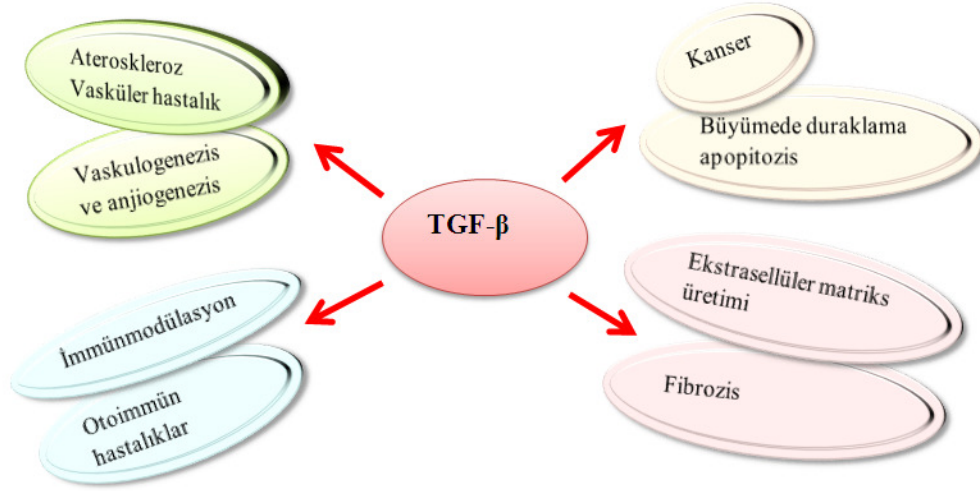 Ateroskleroz
Vasküler hastalık
Vaskulogenezis
ve anjiogenezis
Kanser
Büyümede duraklama
apopitozis
TGF-β
İmmünmodülasyon
Otoimmün
hastalıklar
Ekstrasellüler matriks
üretimi
Fibrozis